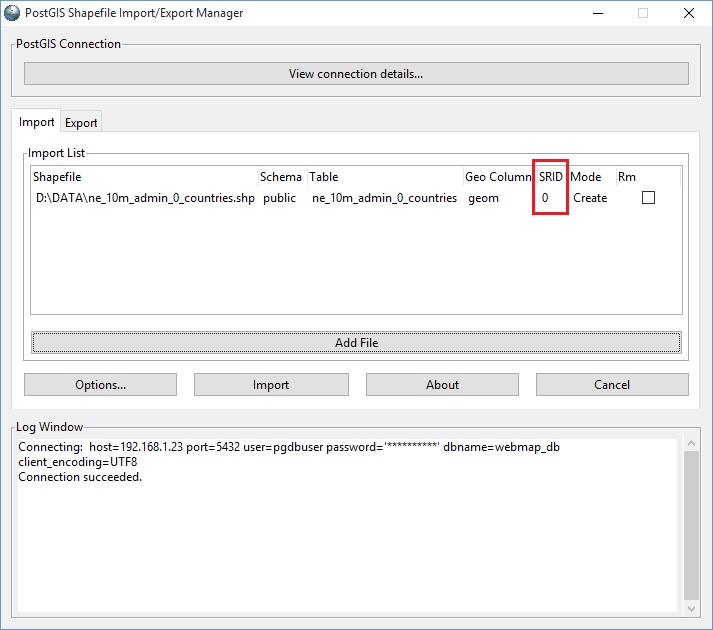 PostGIS Shapefile Import/Export Manager
PostGIS Connection
View connection details...
Import Export
Import List
Shapefile Schema Table Geo Column SRID Mode Rm
D:\DATA\ne_10m_admin_0_countries.shp public ne_10m_admin_0_countries geom 0 Create
Add File
Options... Import About Cancel
Log Window
Connecting: host=192.168.1.23 port=5432 user=pgdbuser password='**********' dbname=webmap_db
client_encoding=UTF8
Connection succeeded.